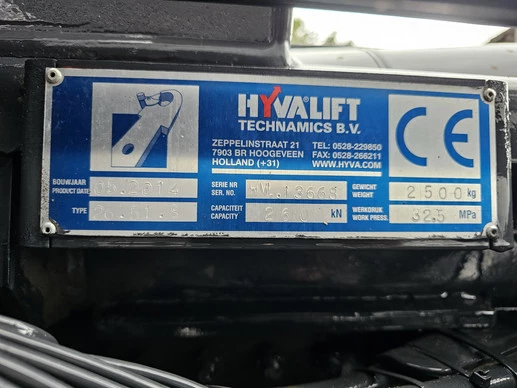 HYVALIFT
TECHNAMICS B.V.
ZEPPELINSTRAAT 21
7903 BR HOOGEVEEN
HOLLAND (+31)
TEL: 0528-229850
FAX: 0528-266211
WWW.HYVA.COM
CE
BOUWJAAR
PRODUCT DATE
SERIE NR
SER. NO.
GEWICHT
WEIGHT
2500 kg
TYPE
CAPACITEIT
CAPACITY
kN
WERKDRUK
WORK PRESS.
32,5 MPa